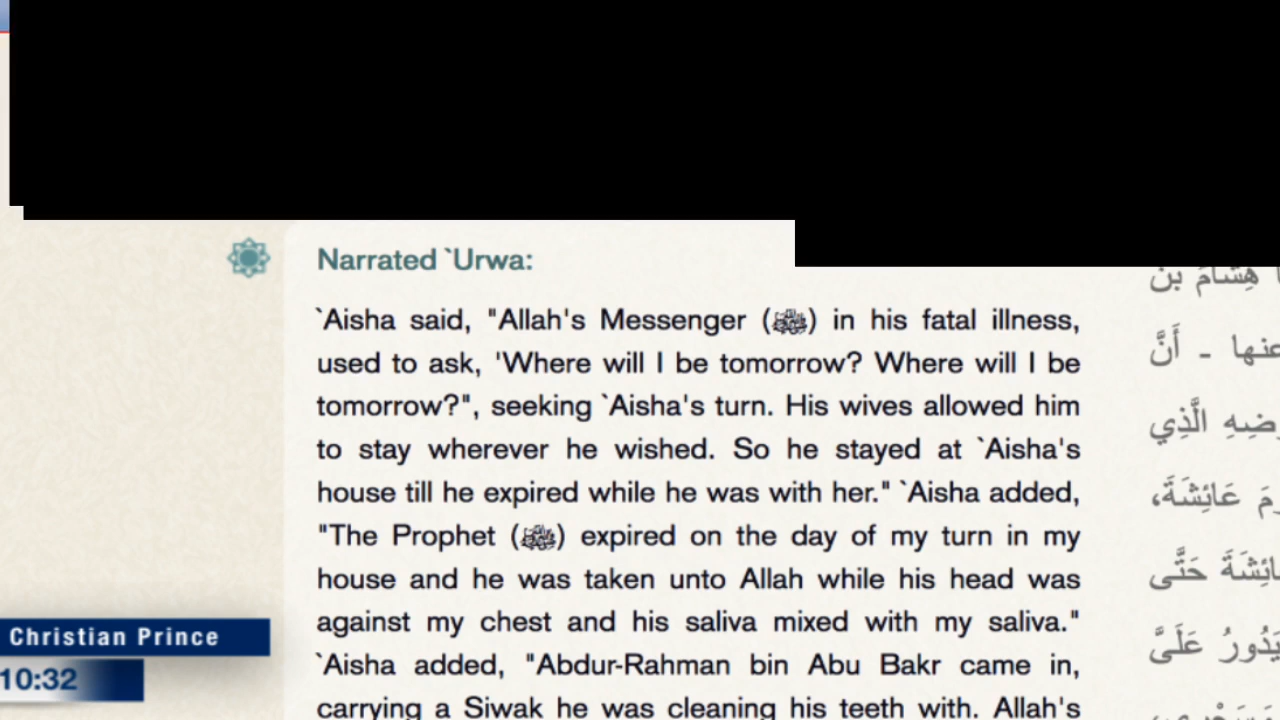 Narrated `Urwa:
`Aisha said, "Allah's Messenger (ﷺ) in his fatal illness,
used to ask, 'Where will I be tomorrow? Where will I be
tomorrow?", seeking `Aisha's turn. His wives allowed him
to stay wherever he wished. So he stayed at `Aisha's
house till he expired while he was with her." `Aisha added,
"The Prophet (ﷺ) expired on the day of my turn in my
house and he was taken unto Allah while his head was
against my chest and his saliva mixed with my saliva."
`Aisha added, "Abdur-Rahman bin Abu Bakr came in,
carrying a Siwak he was cleaning his teeth with. Allah's
هِشَامُ بْنُ
عنها ـ أَنَّ
الَّذِي
عَائِشَةَ،
حَتَّى
يَدُورُ عَلَىَّ
Christian Prince
10:32